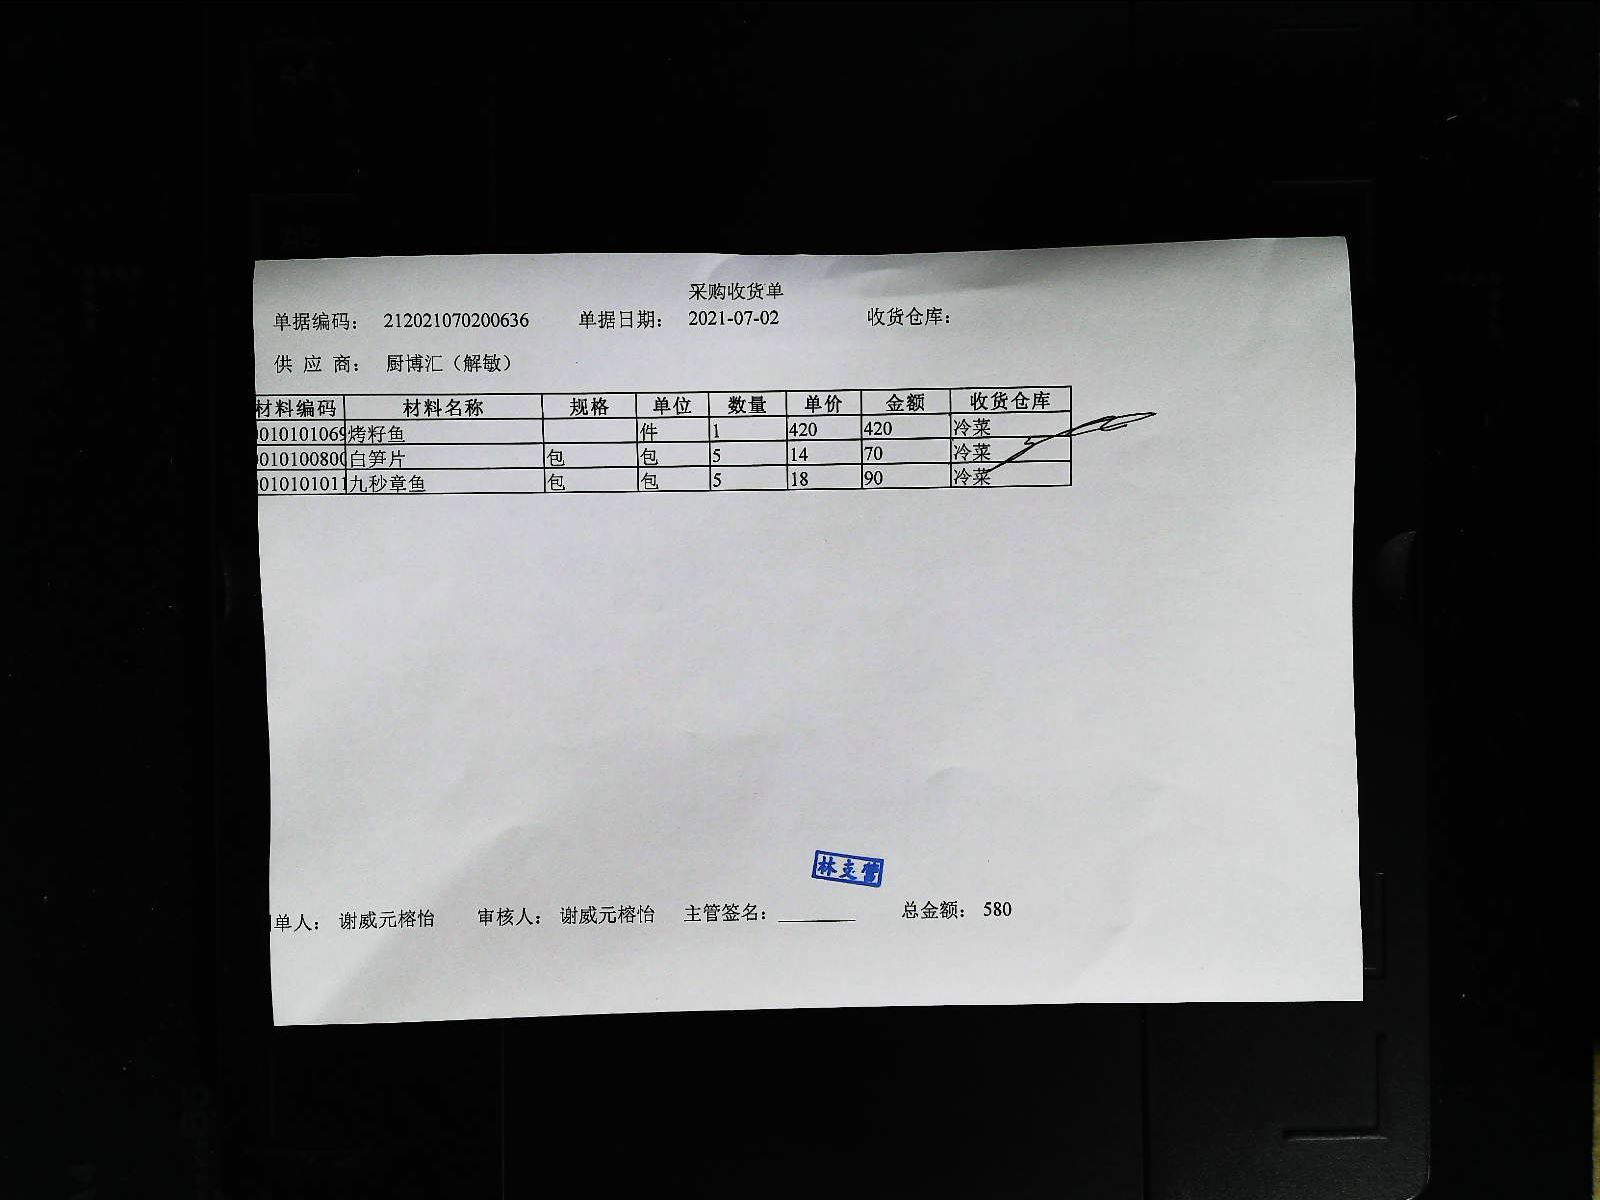 采购收货单
单据编码： 212021070200636 单据日期： 2021-07-02 收货仓库：
供 应 商： 厨博汇（解敏）
材料编码 材料名称 规格 单位 数量 单价 金额 收货仓库
010101069 烤籽鱼 件 1 420 420 冷菜
010100800 白笋片 包 包 5 14 70 冷菜
010101011 九秒章鱼 包 包 5 18 90 冷菜
林支管
单人： 谢威元榕怡 审核人： 谢威元榕怡 主管签名： 总金额： 580